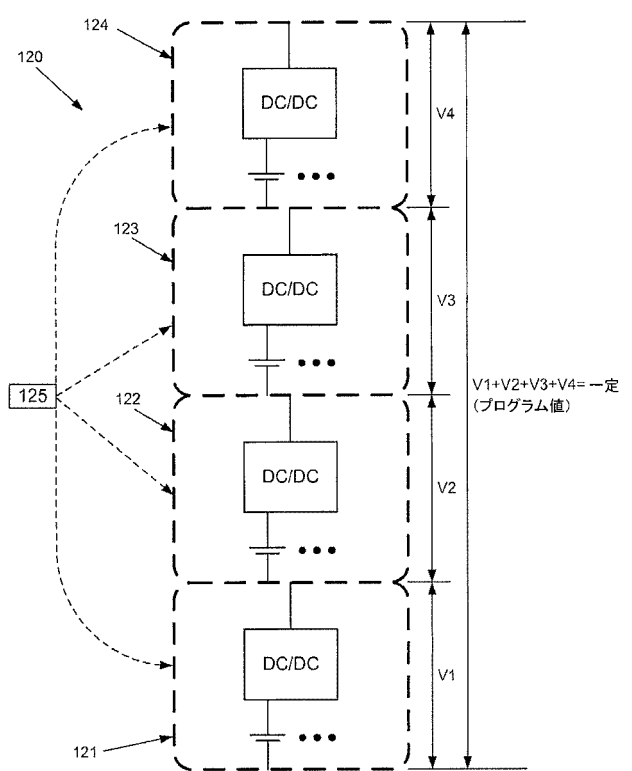 124
120
DC/DC
V4
•••
123
DC/DC
V3
•••
125
V1+V2+V3+V4= 一定
(プログラム値)
122
DC/DC
V2
•••
DC/DC
V1
•••
121